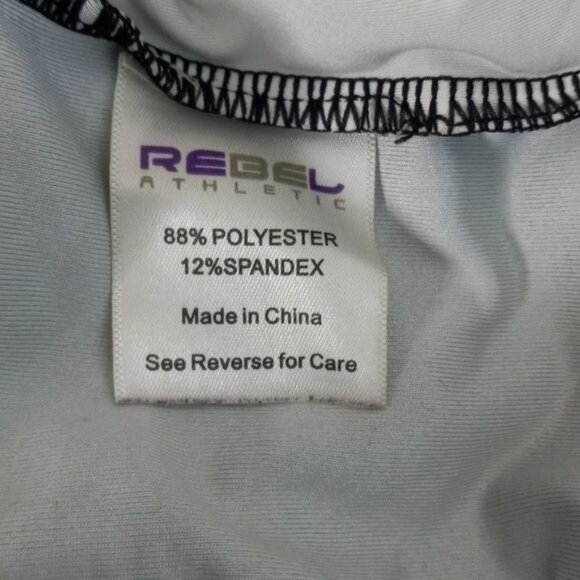 REBEL
ATHLETIC
88% POLYESTER
12%SPANDEX
Made in China
See Reverse for Care